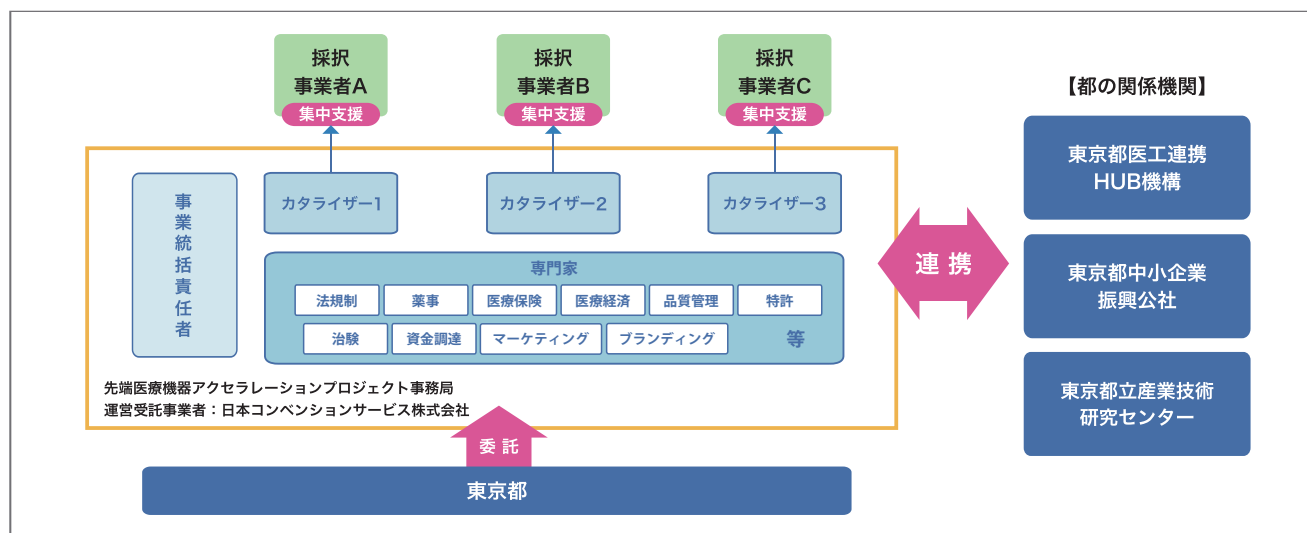 採択
事業者A
集中支援
採択
事業者B
集中支援
採択
事業者C
集中支援
【都の関係機関】
東京都医工連携
HUB機構
東京都中小企業
振興公社
東京都立産業技術
研究センター
事業統括責任者
カタライザー1
カタライザー2
カタライザー3
専門家
法規制
薬事
医療保険
医療経済
品質管理
特許
治験
資金調達
マーケティング
ブランディング
等
連携
先端医療機器アクセラレーションプロジェクト事務局
運営受託事業者：日本コンベンションサービス株式会社
委託
東京都